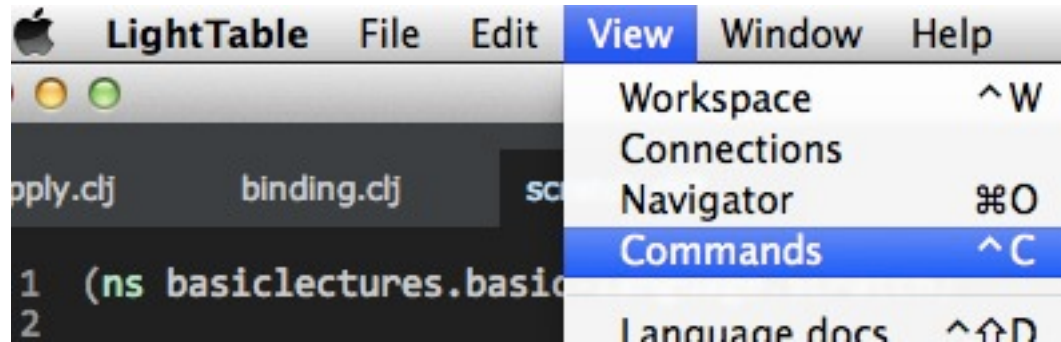 LightTable File Edit View Window Help
Workspace ^W
Connections
pply.clj binding.clj sc
Navigator ⌘O
Commands ^C
1 (ns basiclectures.basic
2
Language docs ^⇧D